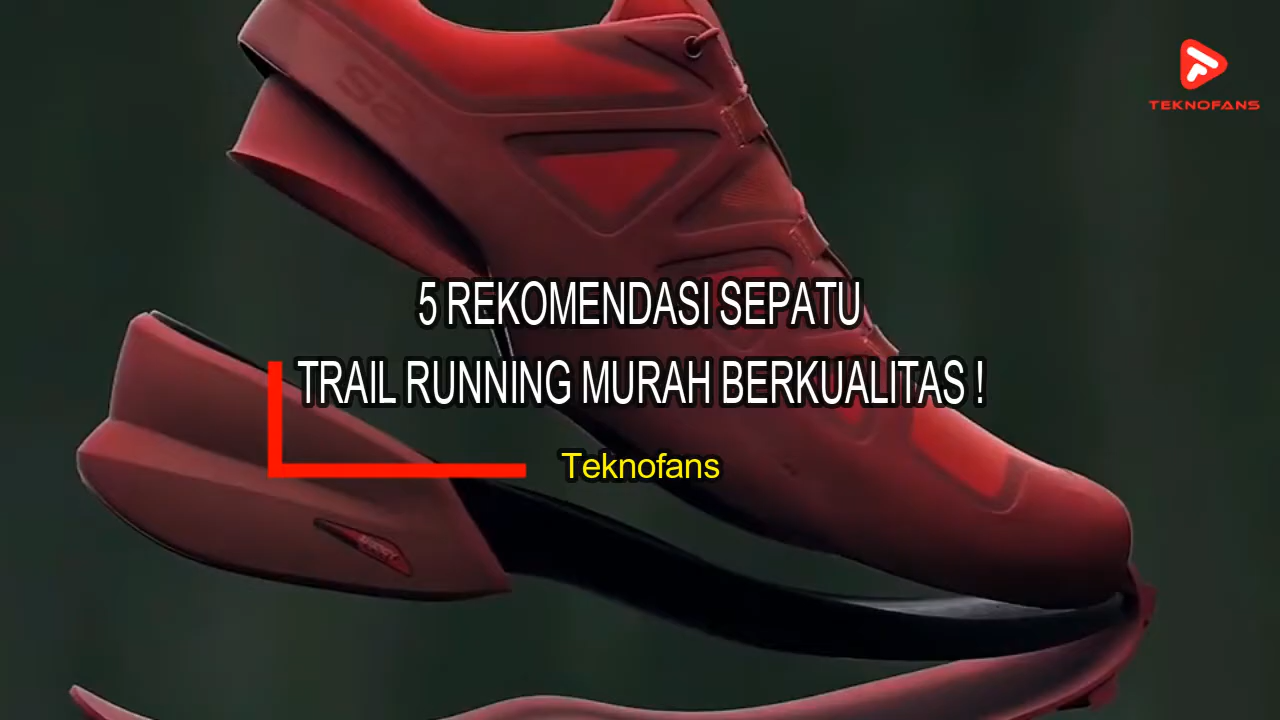 TEKNOFANS
5 REKOMENDASI SEPATU
TRAIL RUNNING MURAH BERKUALITAS !
Teknofans